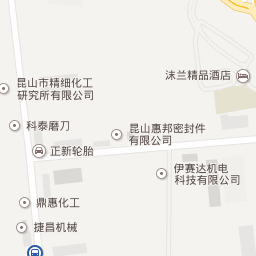 沫兰精品酒店
昆山市精细化工
研究所有限公司
科泰磨刀
昆山惠邦密封件
有限公司
正新轮胎
伊赛达机电
科技有限公司
鼎惠化工
捷昌机械